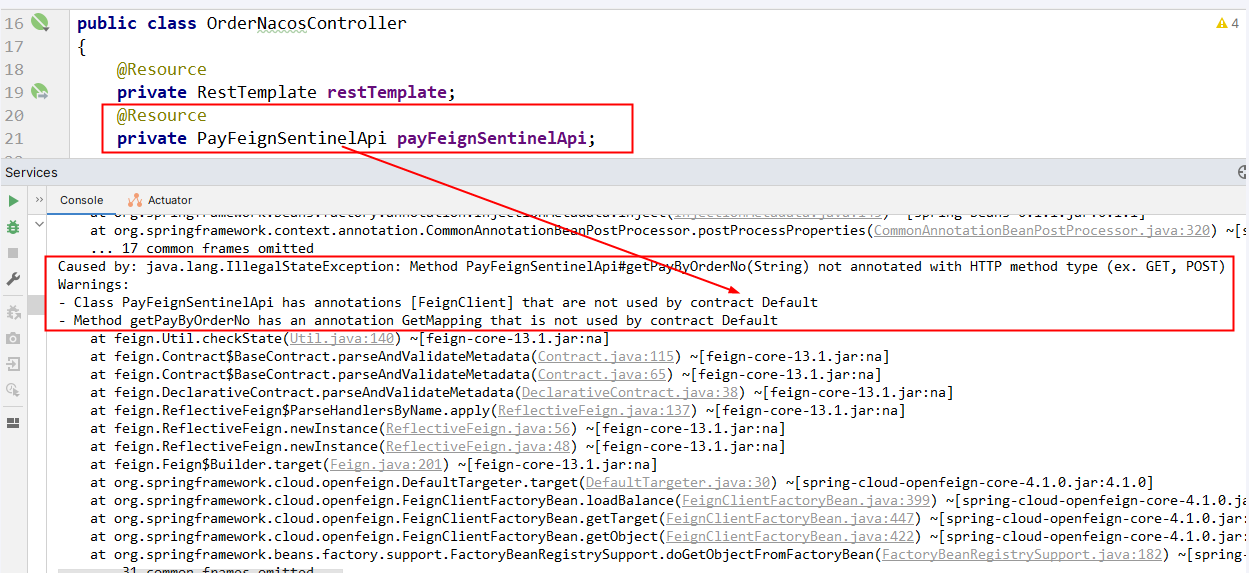 16 public class OrderNacosController
17 {
18 @Resource
19 private RestTemplate restTemplate;
20 @Resource
21 private PayFeignSentinelApi payFeignSentinelApi;
4
Services
Console Actuator
at org.springframework.beans.factory.annotation.InjectionMetadata.inject(InjectionMetadata.java:145) ~[spring-beans-6.1.1.jar:6.1.1]
at org.springframework.context.annotation.CommonAnnotationBeanPostProcessor.postProcessProperties(CommonAnnotationBeanPostProcessor.java:320) ~[s
... 17 common frames omitted
Caused by: java.lang.IllegalStateException: Method PayFeignSentinelApi#getPayByOrderNo(String) not annotated with HTTP method type (ex. GET, POST)
Warnings:
- Class PayFeignSentinelApi has annotations [FeignClient] that are not used by contract Default
- Method getPayByOrderNo has an annotation GetMapping that is not used by contract Default
at feign.Util.checkState(Util.java:140) ~[feign-core-13.1.jar:na]
at feign.Contract$BaseContract.parseAndValidateMetadata(Contract.java:115) ~[feign-core-13.1.jar:na]
at feign.Contract$BaseContract.parseAndValidateMetadata(Contract.java:65) ~[feign-core-13.1.jar:na]
at feign.DeclarativeContract.parseAndValidateMetadata(DeclarativeContract.java:38) ~[feign-core-13.1.jar:na]
at feign.ReflectiveFeign$ParseHandlersByName.apply(ReflectiveFeign.java:137) ~[feign-core-13.1.jar:na]
at feign.ReflectiveFeign.newInstance(ReflectiveFeign.java:56) ~[feign-core-13.1.jar:na]
at feign.ReflectiveFeign.newInstance(ReflectiveFeign.java:48) ~[feign-core-13.1.jar:na]
at feign.Feign$Builder.target(Feign.java:201) ~[feign-core-13.1.jar:na]
at org.springframework.cloud.openfeign.DefaultTargeter.target(DefaultTargeter.java:30) ~[spring-cloud-openfeign-core-4.1.0.jar:4.1.0]
at org.springframework.cloud.openfeign.FeignClientFactoryBean.loadBalance(FeignClientFactoryBean.java:399) ~[spring-cloud-openfeign-core-4.1.0.ja
at org.springframework.cloud.openfeign.FeignClientFactoryBean.getTarget(FeignClientFactoryBean.java:447) ~[spring-cloud-openfeign-core-4.1.0.jar:
at org.springframework.cloud.openfeign.FeignClientFactoryBean.getObject(FeignClientFactoryBean.java:422) ~[spring-cloud-openfeign-core-4.1.0.jar:
at org.springframework.beans.factory.support.FactoryBeanRegistrySupport.doGetObjectFromFactoryBean(FactoryBeanRegistrySupport.java:182) ~[spring-
31 common frames omitted